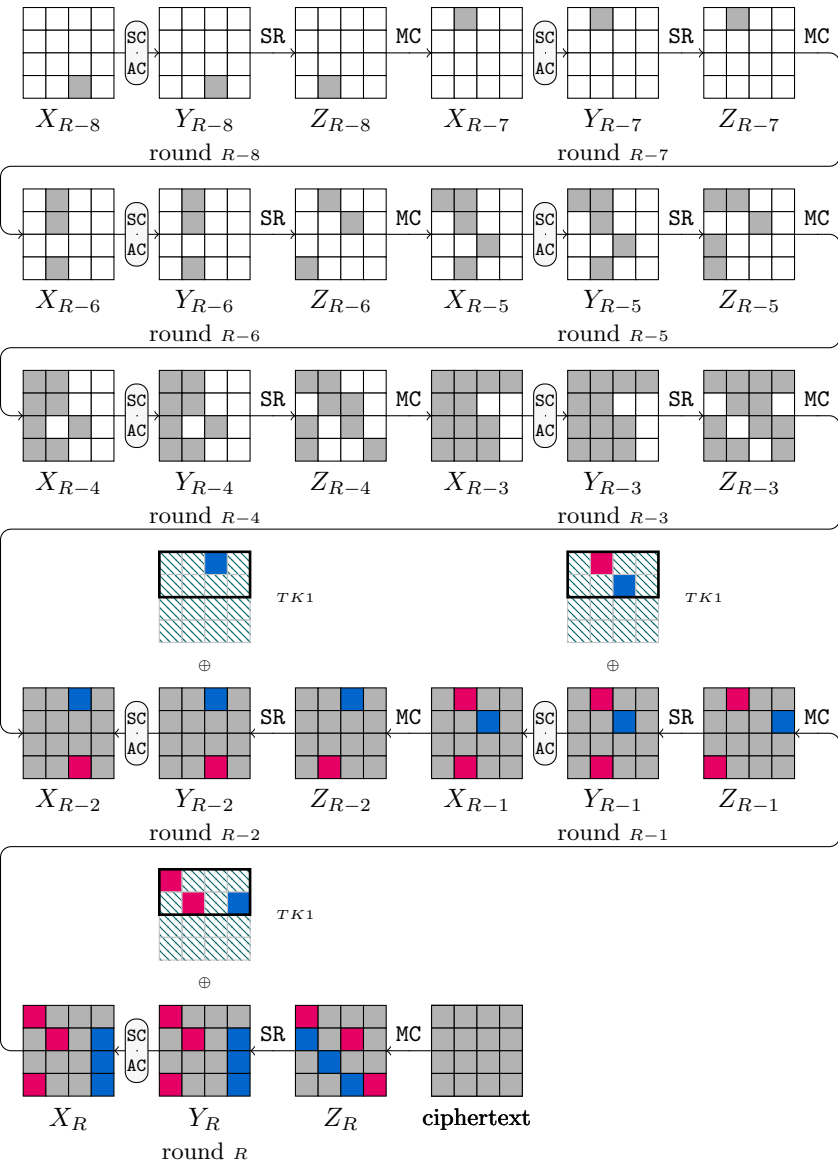 SC SR MC SC SR MC
AC AC
X_{R−8} Y_{R−8} Z_{R−8} X_{R−7} Y_{R−7} Z_{R−7}
round R−8 round R−7
SC SR MC SC SR MC
AC AC
X_{R−6} Y_{R−6} Z_{R−6} X_{R−5} Y_{R−5} Z_{R−5}
round R−6 round R−5
SC SR MC SC SR MC
AC AC
X_{R−4} Y_{R−4} Z_{R−4} X_{R−3} Y_{R−3} Z_{R−3}
round R−4 round R−3
TK1 TK1
⊕ ⊕
SC SR MC SC SR MC
AC AC
X_{R−2} Y_{R−2} Z_{R−2} X_{R−1} Y_{R−1} Z_{R−1}
round R−2 round R−1
TK1
⊕
SC SR MC
AC
X_R Y_R Z_R ciphertext
round R